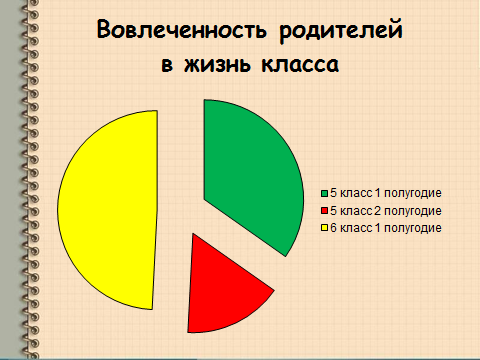 Вовлеченность родителей
в жизнь класса
5 класс 1 полугодие
5 класс 2 полугодие
6 класс 1 полугодие